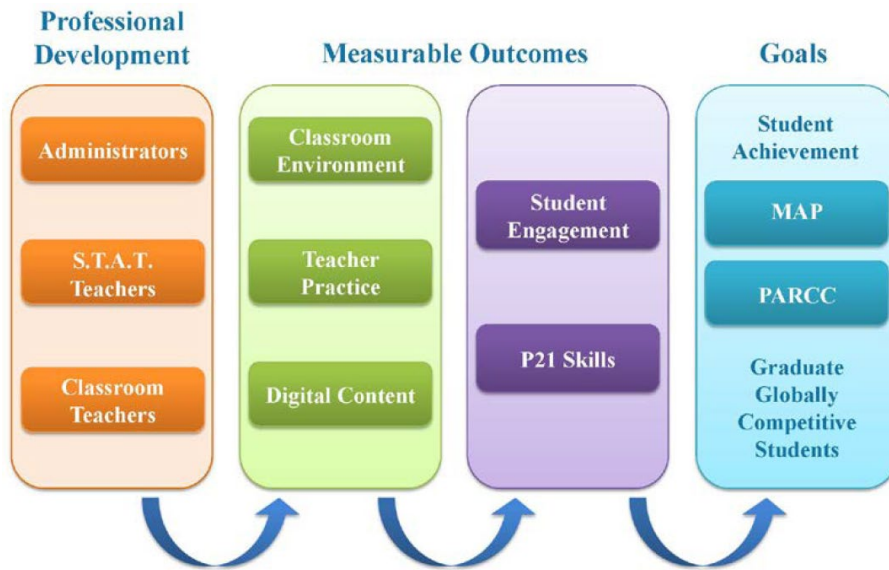 Professional
Development
Measurable Outcomes
Goals
Administrators
S.T.A.T.
Teachers
Classroom
Teachers
Classroom
Environment
Teacher
Practice
Digital Content
Student
Engagement
P21 Skills
Student
Achievement
MAP
PARCC
Graduate
Globally
Competitive
Students